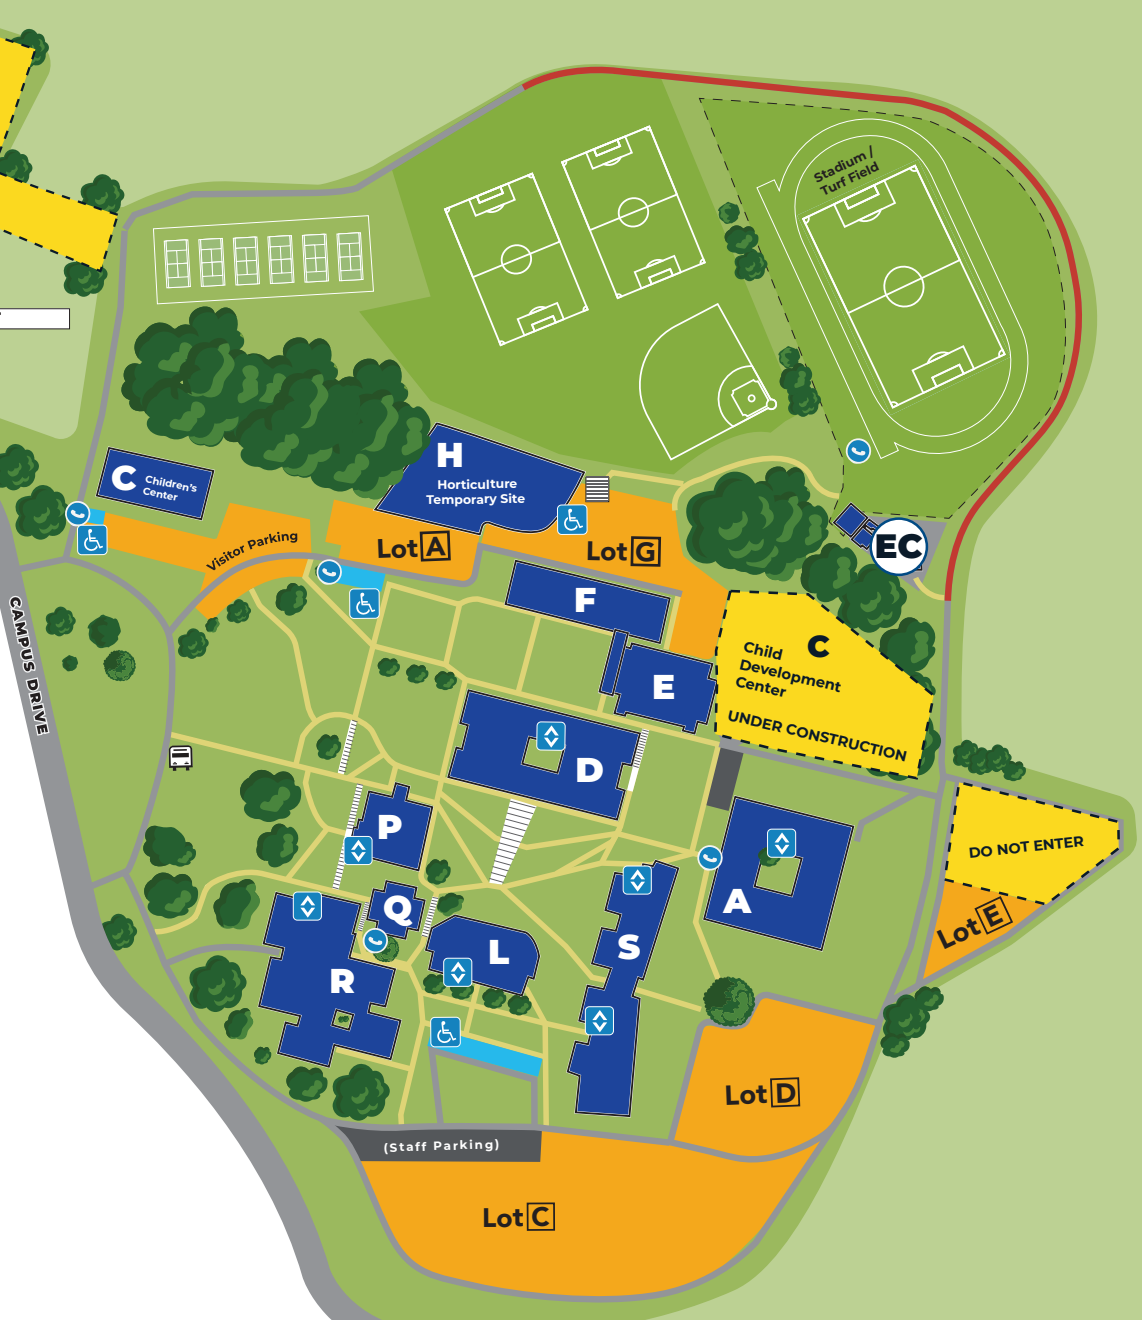 Stadium /
Turf Field
H
Horticulture
Temporary Site
C
Children's
Center
EC
Visitor Parking
Lot A
Lot G
F
CAMPUS DRIVE
C
Child
Development
Center
UNDER CONSTRUCTION
E
D
P
DO NOT ENTER
A
Q
Lot E
S
L
R
Lot D
(Staff Parking)
Lot C